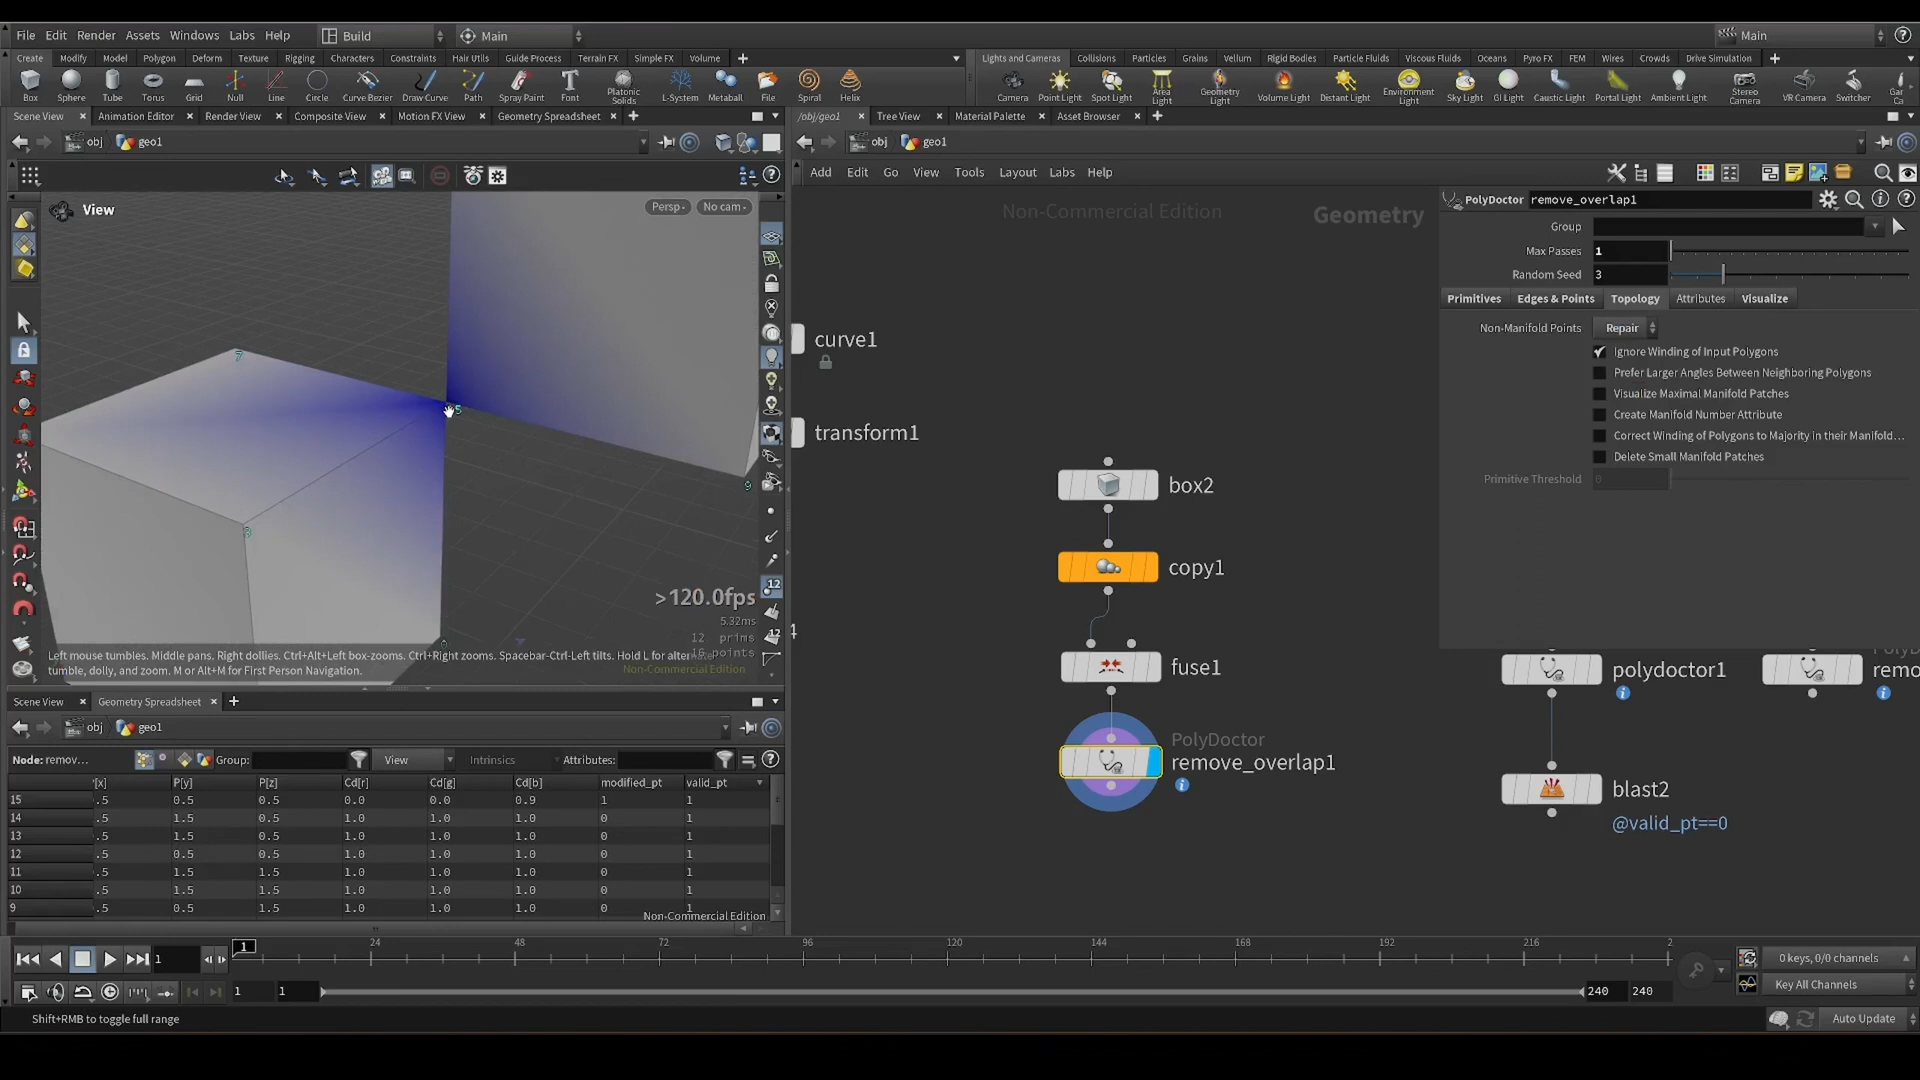 File Edit Render Assets Windows Labs Help Build Main Main
Create Modify Model Polygon Deform Texture Rigging Characters Constraints Hair Utils Guide Process Terrain FX Simple FX Volume
Lights and Cameras Collisions Particles Grains Vellum Rigid Bodies Particle Fluids Viscous Fluids Oceans Pyro FX FEM Wires Crowds Drive Simulation
Box Sphere Tube Torus Grid Null Line Circle Curve Bezier Draw Curve Path Spray Paint Font Platonic Solids L-System Metaball File Spiral Helix
Camera Point Light Spot Light Area Light Geometry Light Volume Light Distant Light Environment Light Sky Light GI Light Caustic Light Portal Light Ambient Light Stereo Camera VR Camera Switcher
Scene View Animation Editor Render View Composite View Motion FX View Geometry Spreadsheet
/obj/geo1 Tree View Material Palette Asset Browser
obj geo1
obj geo1
Add Edit Go View Tools Layout Labs Help
View Persp No cam
Non-Commercial Edition Geometry
PolyDoctor remove_overlap1
Group
Max Passes 1
Random Seed 3
Primitives Edges & Points Topology Attributes Visualize
Non-Manifold Points Repair
Ignore Winding of Input Polygons
Prefer Larger Angles Between Neighboring Polygons
Visualize Maximal Manifold Patches
Create Manifold Number Attribute
Correct Winding of Polygons to Majority in their Manifold...
Delete Small Manifold Patches
Primitive Threshold 0
curve1
transform1
box2
copy1
fuse1
PolyDoctor
remove_overlap1
polydoctor1
remo
blast2
@valid_pt==0
7
5
9
>120.0fps
5.32ms
12 prims
16 points
Left mouse tumbles. Middle pans. Right dollies. Ctrl+Alt+Left box-zooms. Ctrl+Right zooms. Spacebar-Ctrl-Left tilts. Hold L for alter
tumble, dolly, and zoom. M or Alt+M for First Person Navigation.
Non-Commercial Edition
Scene View Geometry Spreadsheet
obj geo1
Node: remov... Group: View Intrinsics Attributes:
P[y] P[z] Cd[r] Cd[g] Cd[b] modified_pt valid_pt
15 .5 0.5 0.5 0.0 0.0 0.9 1 1
14 .5 1.5 0.5 1.0 1.0 1.0 0 1
13 .5 1.5 0.5 1.0 1.0 1.0 0 1
12 .5 0.5 0.5 1.0 1.0 1.0 0 1
11 .5 1.5 1.5 1.0 1.0 1.0 0 1
10 .5 1.5 1.5 1.0 1.0 1.0 0 1
9 .5 0.5 1.5 1.0 1.0 1.0 0 1
Non-Commercial Edition
1 1 24 48 72 96 120 144 168 192 216 2
0 keys, 0/0 channels
1 1 240 240
Key All Channels
Shift+RMB to toggle full range
Auto Update